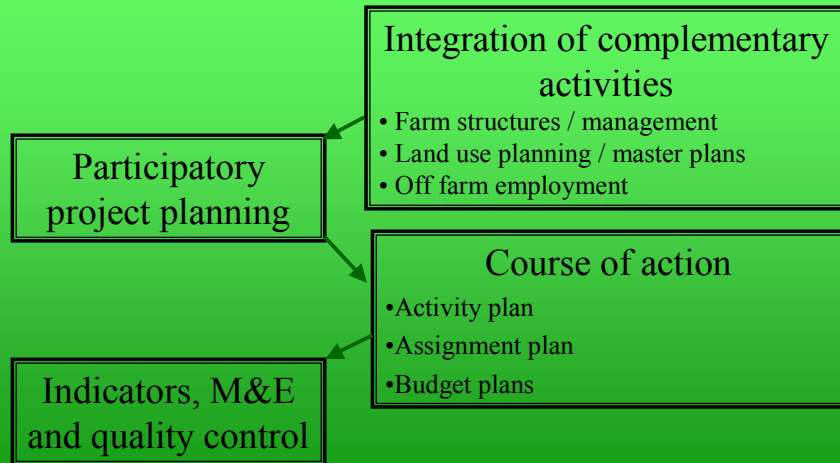 Integration of complementary
activities
• Farm structures / management
• Land use planning / master plans
• Off farm employment
Participatory
project planning
Course of action
•Activity plan
•Assignment plan
•Budget plans
Indicators, M&E
and quality control